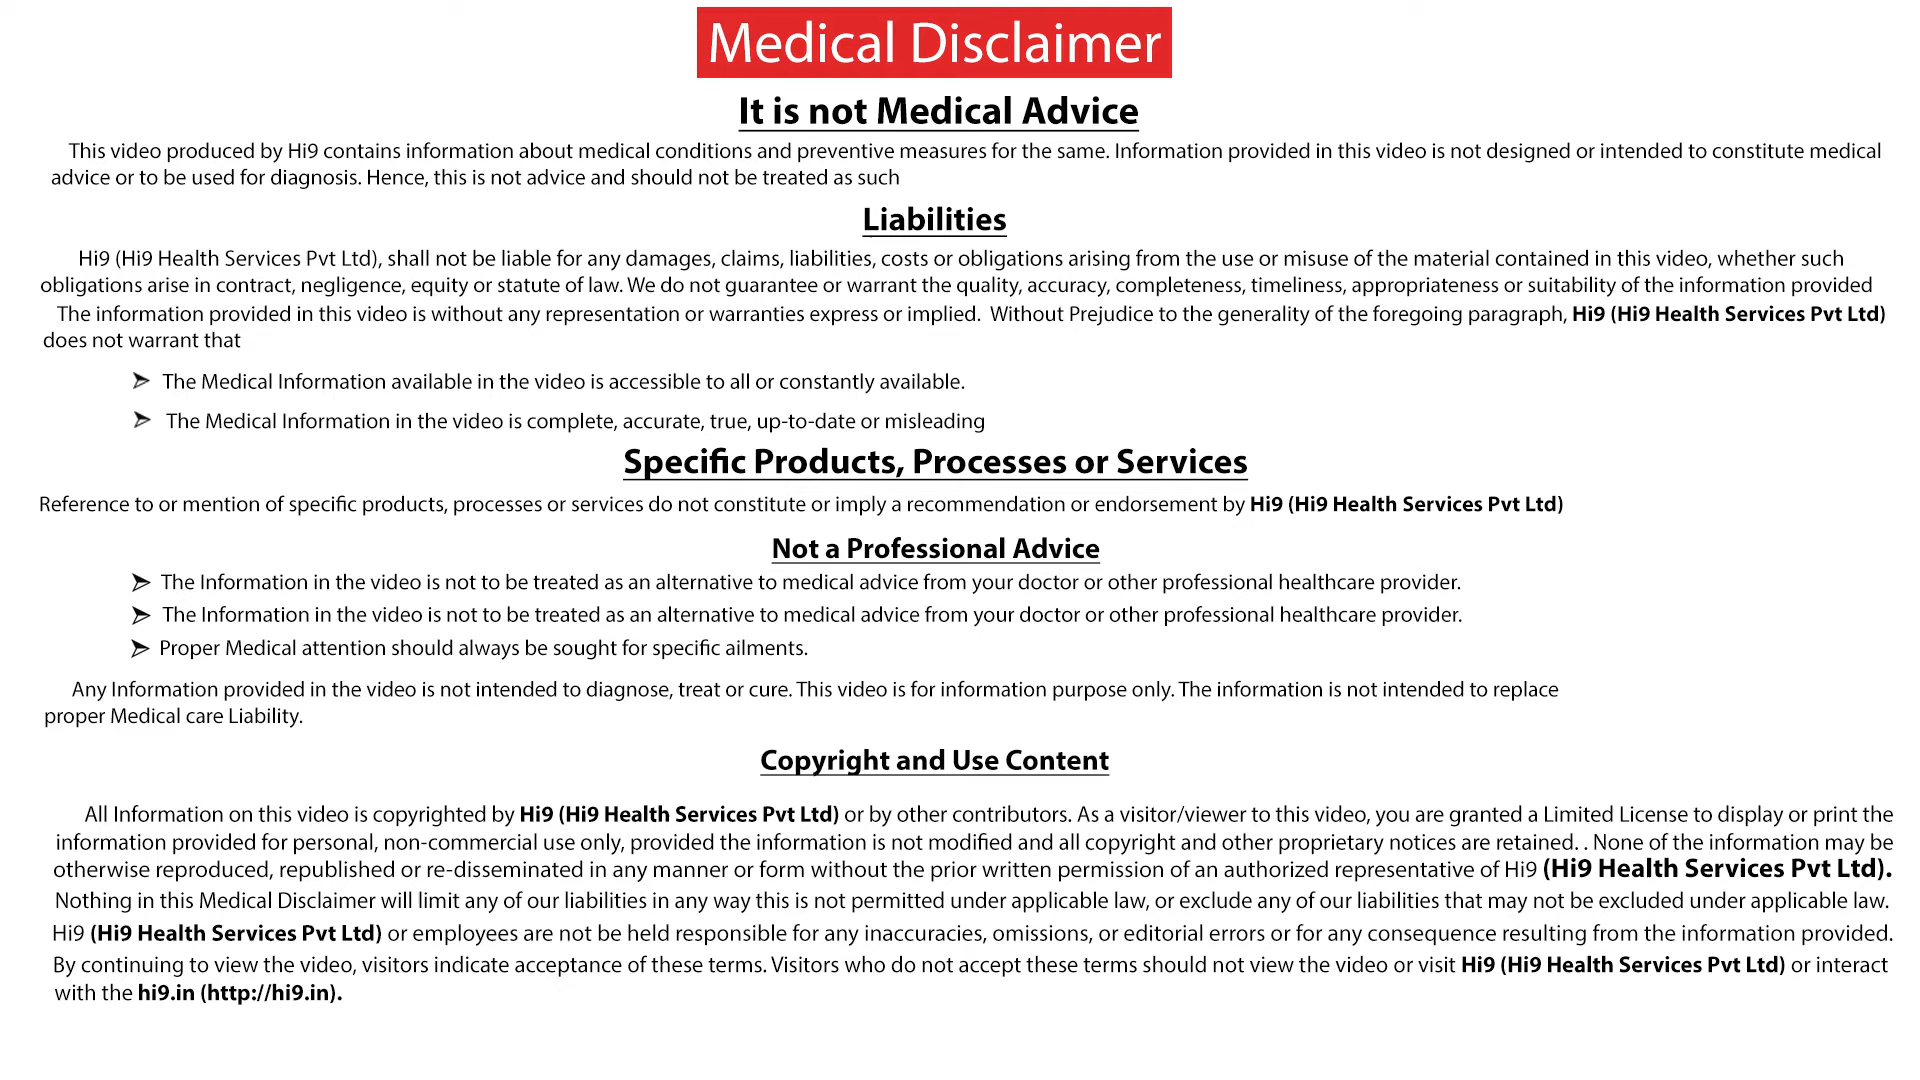 Medical Disclaimer
It is not Medical Advice
This video produced by Hi9 contains information about medical conditions and preventive measures for the same. Information provided in this video is not designed or intended to constitute medical
advice or to be used for diagnosis. Hence, this is not advice and should not be treated as such
Liabilities
Hi9 (Hi9 Health Services Pvt Ltd), shall not be liable for any damages, claims, liabilities, costs or obligations arising from the use or misuse of the material contained in this video, whether such
obligations arise in contract, negligence, equity or statute of law. We do not guarantee or warrant the quality, accuracy, completeness, timeliness, appropriateness or suitability of the information provided
The information provided in this video is without any representation or warranties express or implied. Without Prejudice to the generality of the foregoing paragraph, Hi9 (Hi9 Health Services Pvt Ltd)
does not warrant that
➢ The Medical Information available in the video is accessible to all or constantly available.
➢ The Medical Information in the video is complete, accurate, true, up-to-date or misleading
Specific Products, Processes or Services
Reference to or mention of specific products, processes or services do not constitute or imply a recommendation or endorsement by Hi9 (Hi9 Health Services Pvt Ltd)
Not a Professional Advice
➢ The Information in the video is not to be treated as an alternative to medical advice from your doctor or other professional healthcare provider.
➢ The Information in the video is not to be treated as an alternative to medical advice from your doctor or other professional healthcare provider.
➢ Proper Medical attention should always be sought for specific ailments.
Any Information provided in the video is not intended to diagnose, treat or cure. This video is for information purpose only. The information is not intended to replace
proper Medical care Liability.
Copyright and Use Content
All Information on this video is copyrighted by Hi9 (Hi9 Health Services Pvt Ltd) or by other contributors. As a visitor/viewer to this video, you are granted a Limited License to display or print the
information provided for personal, non-commercial use only, provided the information is not modified and all copyright and other proprietary notices are retained. . None of the information may be
otherwise reproduced, republished or re-disseminated in any manner or form without the prior written permission of an authorized representative of Hi9 (Hi9 Health Services Pvt Ltd).
Nothing in this Medical Disclaimer will limit any of our liabilities in any way this is not permitted under applicable law, or exclude any of our liabilities that may not be excluded under applicable law.
Hi9 (Hi9 Health Services Pvt Ltd) or employees are not be held responsible for any inaccuracies, omissions, or editorial errors or for any consequence resulting from the information provided.
By continuing to view the video, visitors indicate acceptance of these terms. Visitors who do not accept these terms should not view the video or visit Hi9 (Hi9 Health Services Pvt Ltd) or interact
with the hi9.in (http://hi9.in).